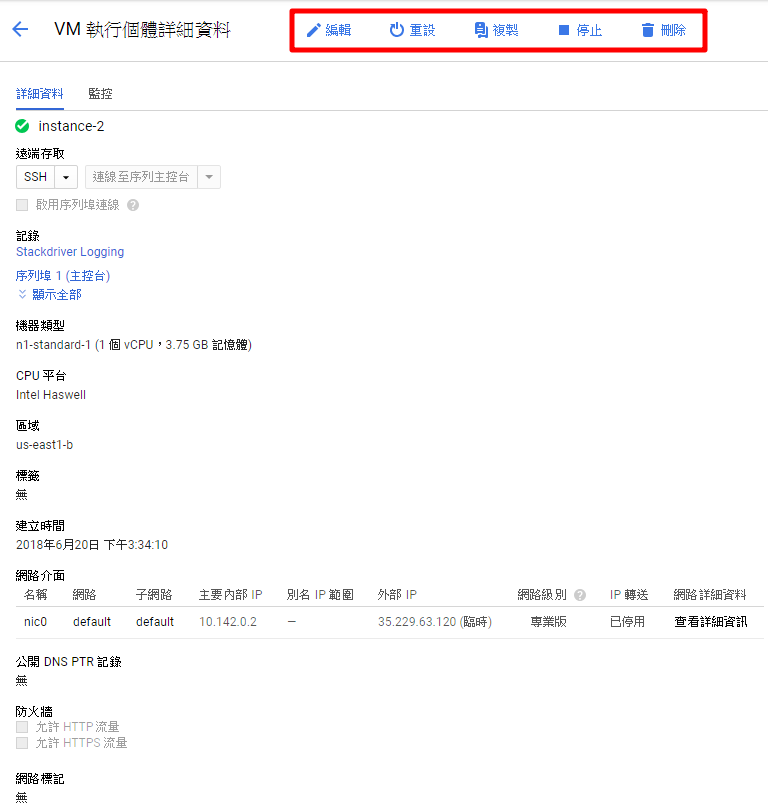 VM 執行個體詳細資料 編輯 重設 複製 停止 刪除
詳細資料 監控
instance-2
遠端存取
SSH 連線至序列主控台
啟用序列埠連線 ?
記錄
Stackdriver Logging
序列埠 1 (主控台)
顯示全部
機器類型
n1-standard-1 (1 個 vCPU，3.75 GB 記憶體)
CPU 平台
Intel Haswell
區域
us-east1-b
標籤
無
建立時間
2018年6月20日 下午3:34:10
網路介面
名稱 網路 子網路 主要內部 IP 別名 IP 範圍 外部 IP 網路級別 ? IP 轉送 網路詳細資料
nic0 default default 10.142.0.2 — 35.229.63.120 (臨時) 專業版 已停用 查看詳細資訊
公開 DNS PTR 記錄
無
防火牆
允許 HTTP 流量
允許 HTTPS 流量
網路標記
無